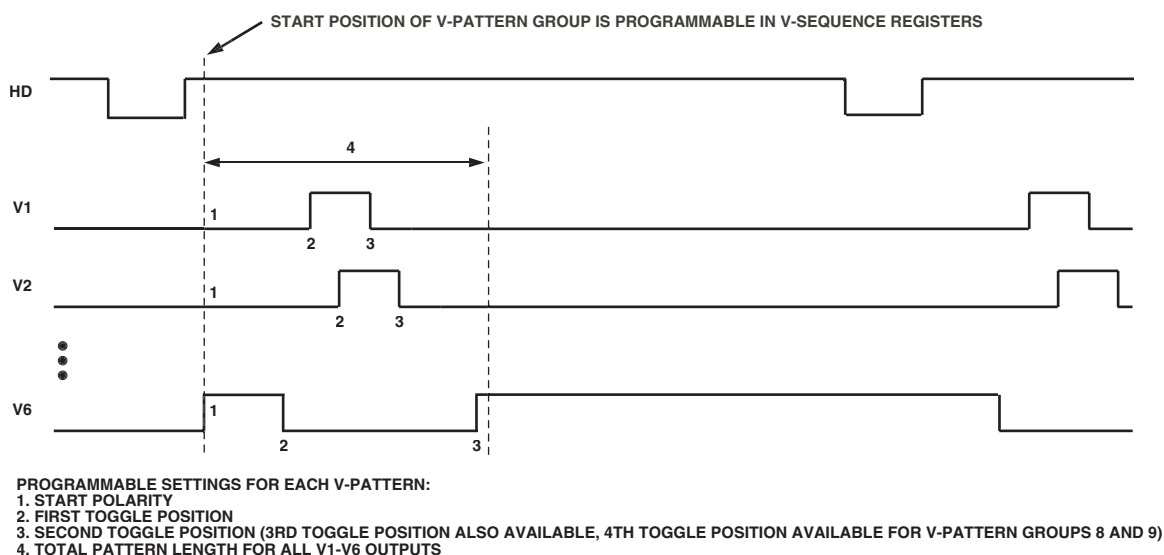 START POSITION OF V-PATTERN GROUP IS PROGRAMMABLE IN V-SEQUENCE REGISTERS
HD
4
V1
1
2 3
V2
1
2 3
V6
1
2 3
PROGRAMMABLE SETTINGS FOR EACH V-PATTERN:
1. START POLARITY
2. FIRST TOGGLE POSITION
3. SECOND TOGGLE POSITION (3RD TOGGLE POSITION ALSO AVAILABLE, 4TH TOGGLE POSITION AVAILABLE FOR V-PATTERN GROUPS 8 AND 9)
4. TOTAL PATTERN LENGTH FOR ALL V1-V6 OUTPUTS